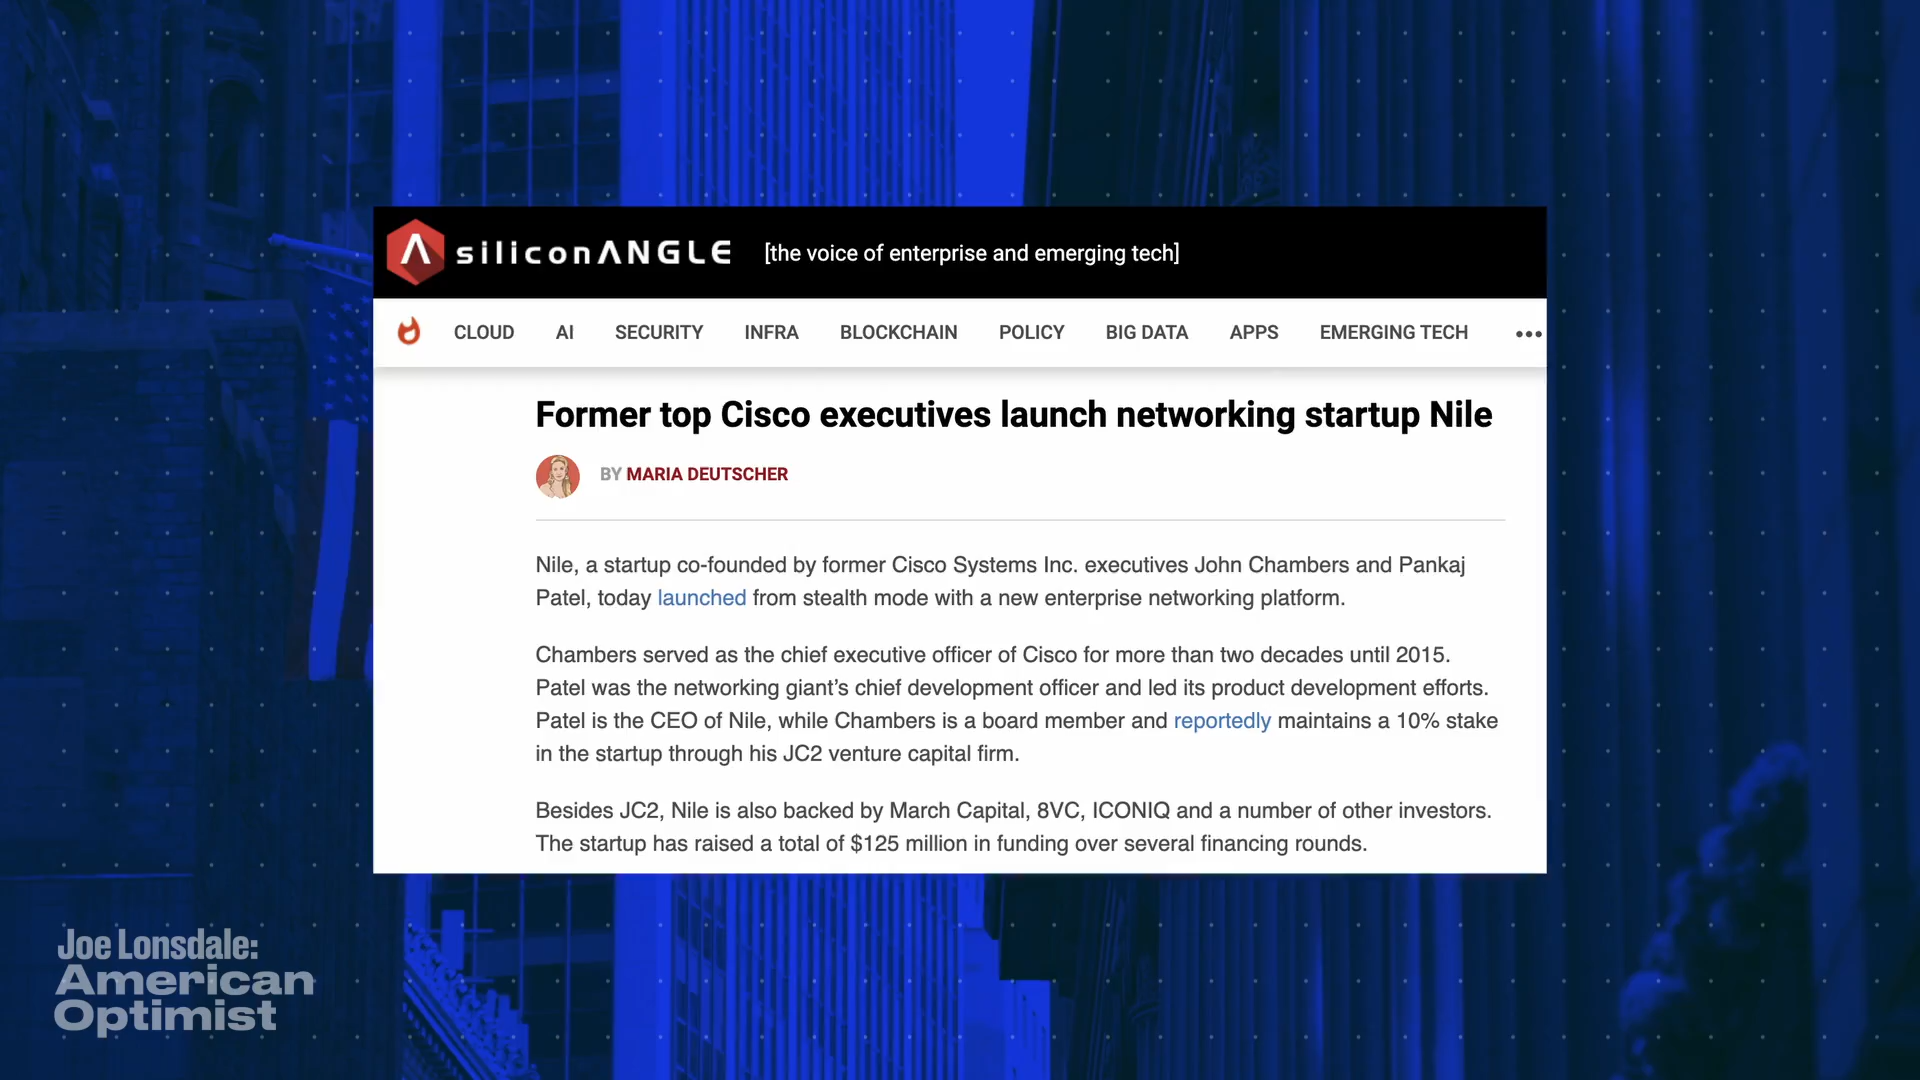 siliconANGLE [the voice of enterprise and emerging tech]
CLOUD AI SECURITY INFRA BLOCKCHAIN POLICY BIG DATA APPS EMERGING TECH
Former top Cisco executives launch networking startup Nile
BY MARIA DEUTSCHER
Nile, a startup co-founded by former Cisco Systems Inc. executives John Chambers and Pankaj
Patel, today launched from stealth mode with a new enterprise networking platform.
Chambers served as the chief executive officer of Cisco for more than two decades until 2015.
Patel was the networking giant’s chief development officer and led its product development efforts.
Patel is the CEO of Nile, while Chambers is a board member and reportedly maintains a 10% stake
in the startup through his JC2 venture capital firm.
Besides JC2, Nile is also backed by March Capital, 8VC, ICONIQ and a number of other investors.
The startup has raised a total of $125 million in funding over several financing rounds.
Joe Lonsdale:
American
Optimist